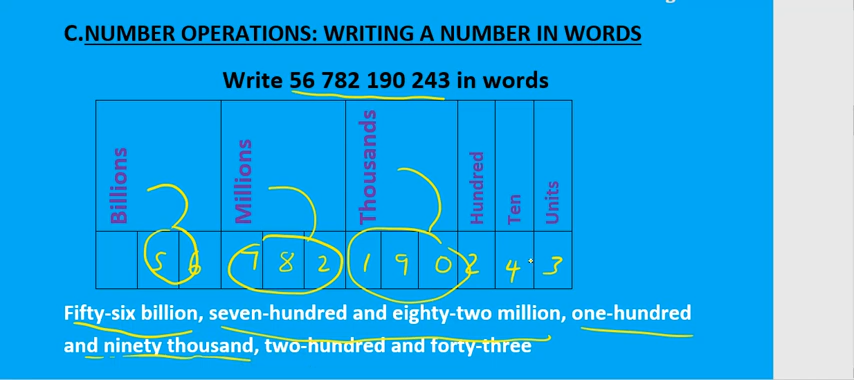 C.NUMBER OPERATIONS: WRITING A NUMBER IN WORDS
Write 56 782 190 243 in words
Billions Millions Thousands Hundred Ten Units
5 6 7 8 2 1 9 0 2 4 3
Fifty-six billion, seven-hundred and eighty-two million, one-hundred
and ninety thousand, two-hundred and forty-three